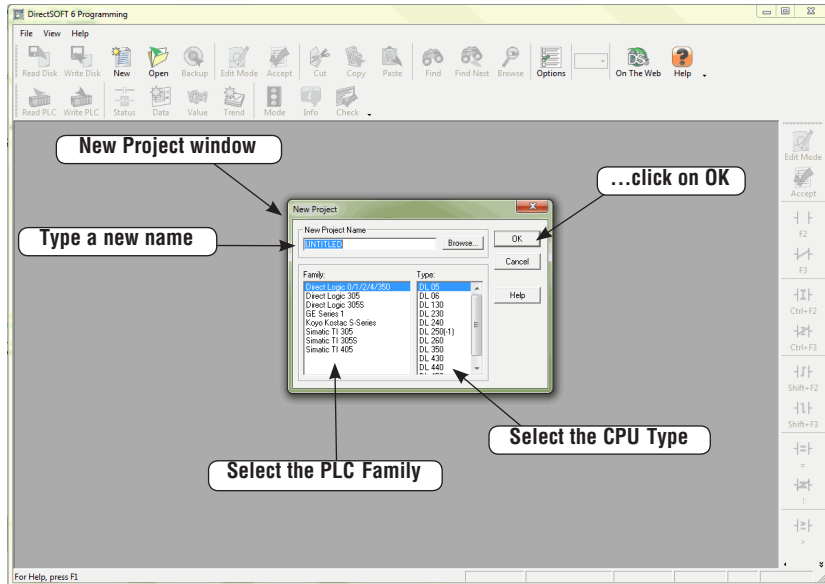 DirectSOFT 6 Programming
File View Help
Read Disk Write Disk New Open Backup Edit Mode Accept Cut Copy Paste Find Find Next Browse Options On The Web Help
Read PLC Write PLC Status Data Value Trend Mode Info Check
New Project window
...click on OK
Type a new name
New Project
New Project Name
UNTITLED
Browse...
OK
Cancel
Help
Family:
Direct Logic 0/1/2/4/350
Direct Logic 305
Direct Logic 305S
GE Series 1
Koyo Kostac S-Series
Simatic TI 305
Simatic TI 305S
Simatic TI 405
Type:
DL 05
DL 06
DL 130
DL 230
DL 240
DL 250(-1)
DL 260
DL 350
DL 430
DL 440
Select the CPU Type
Select the PLC Family
Edit Mode
Accept
F2
F3
Ctrl+F2
Ctrl+F3
Shift+F2
Shift+F3
=
!
>
For Help, press F1